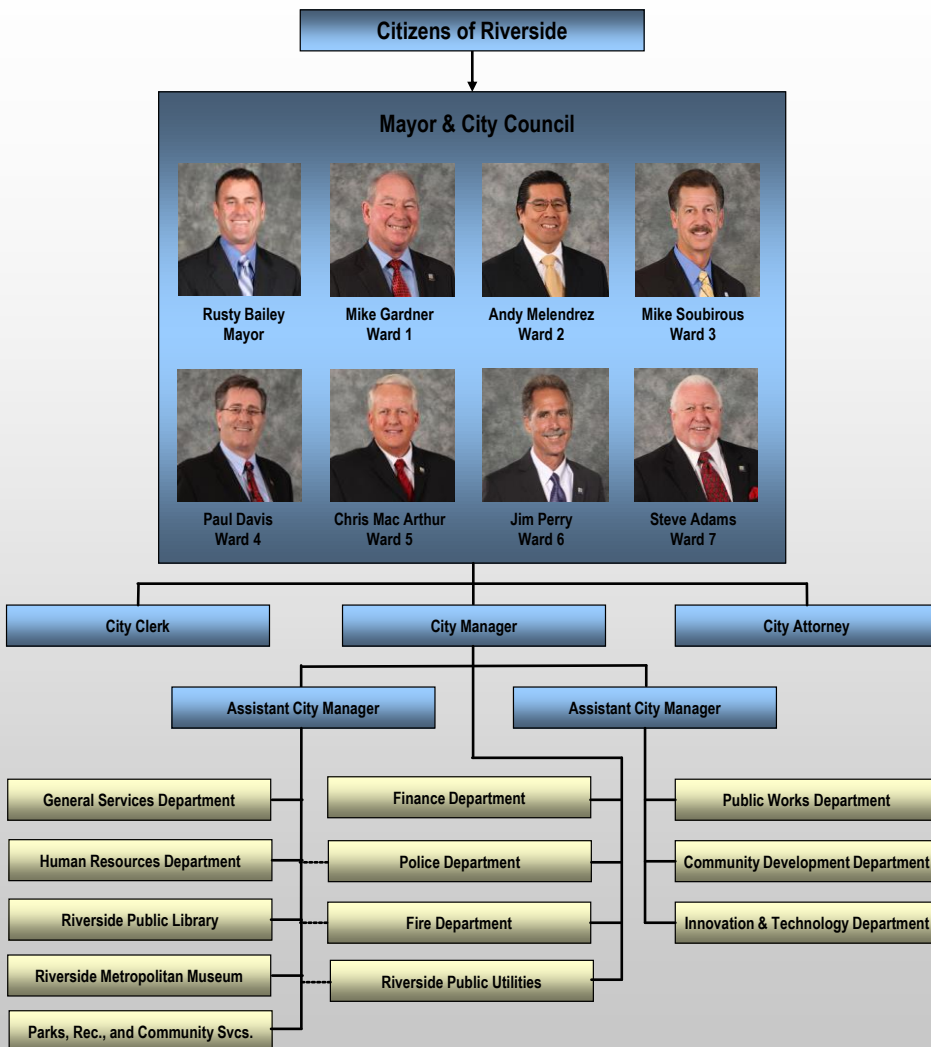 Citizens of Riverside
Mayor & City Council
Rusty Bailey
Mayor
Mike Gardner
Ward 1
Andy Melendrez
Ward 2
Mike Soubirous
Ward 3
Paul Davis
Ward 4
Chris Mac Arthur
Ward 5
Jim Perry
Ward 6
Steve Adams
Ward 7
City Clerk
City Manager
City Attorney
Assistant City Manager
Assistant City Manager
General Services Department
Human Resources Department
Riverside Public Library
Riverside Metropolitan Museum
Parks, Rec., and Community Svcs.
Finance Department
Police Department
Fire Department
Riverside Public Utilities
Public Works Department
Community Development Department
Innovation & Technology Department